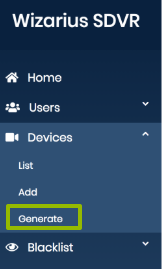 Wizarius SDVR
Home
Users
Devices
List
Add
Generate
Blacklist